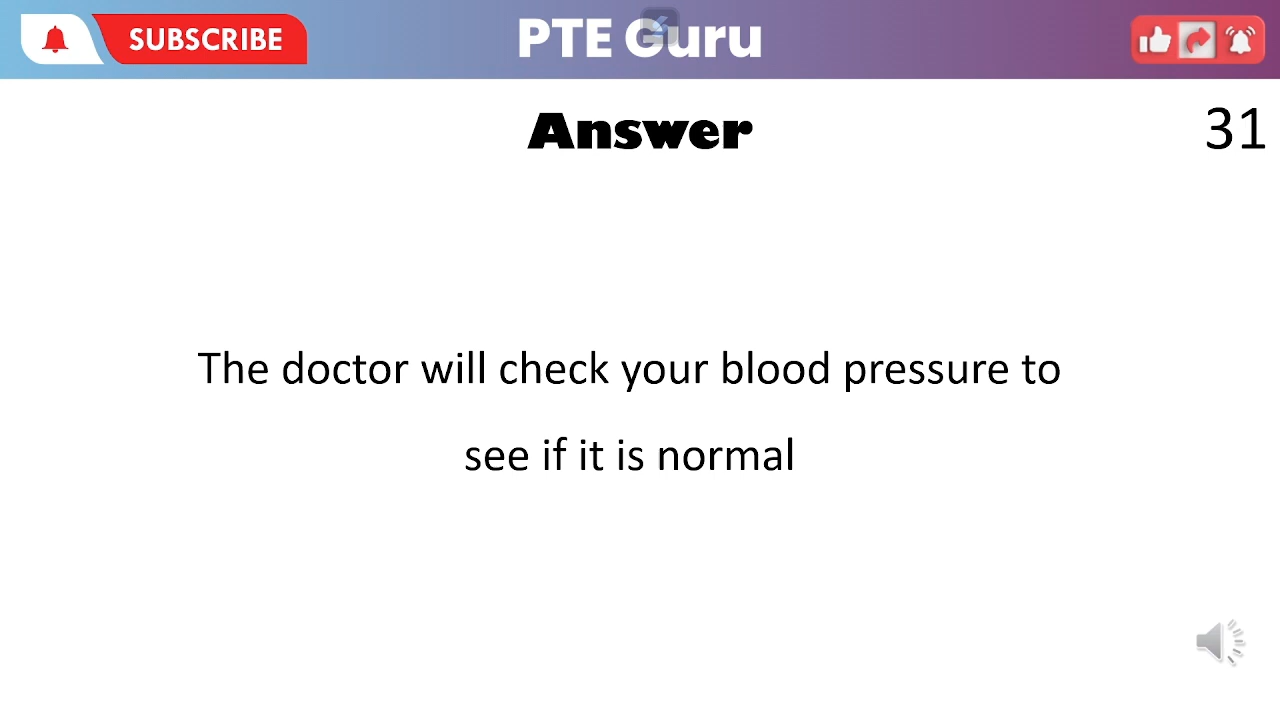 SUBSCRIBE
PTE Guru
Answer
31
The doctor will check your blood pressure to
see if it is normal